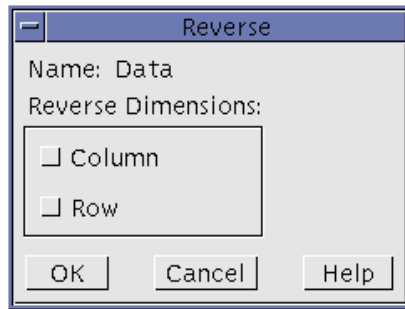 Reverse
Name: Data
Reverse Dimensions:
Column
Row
OK Cancel Help